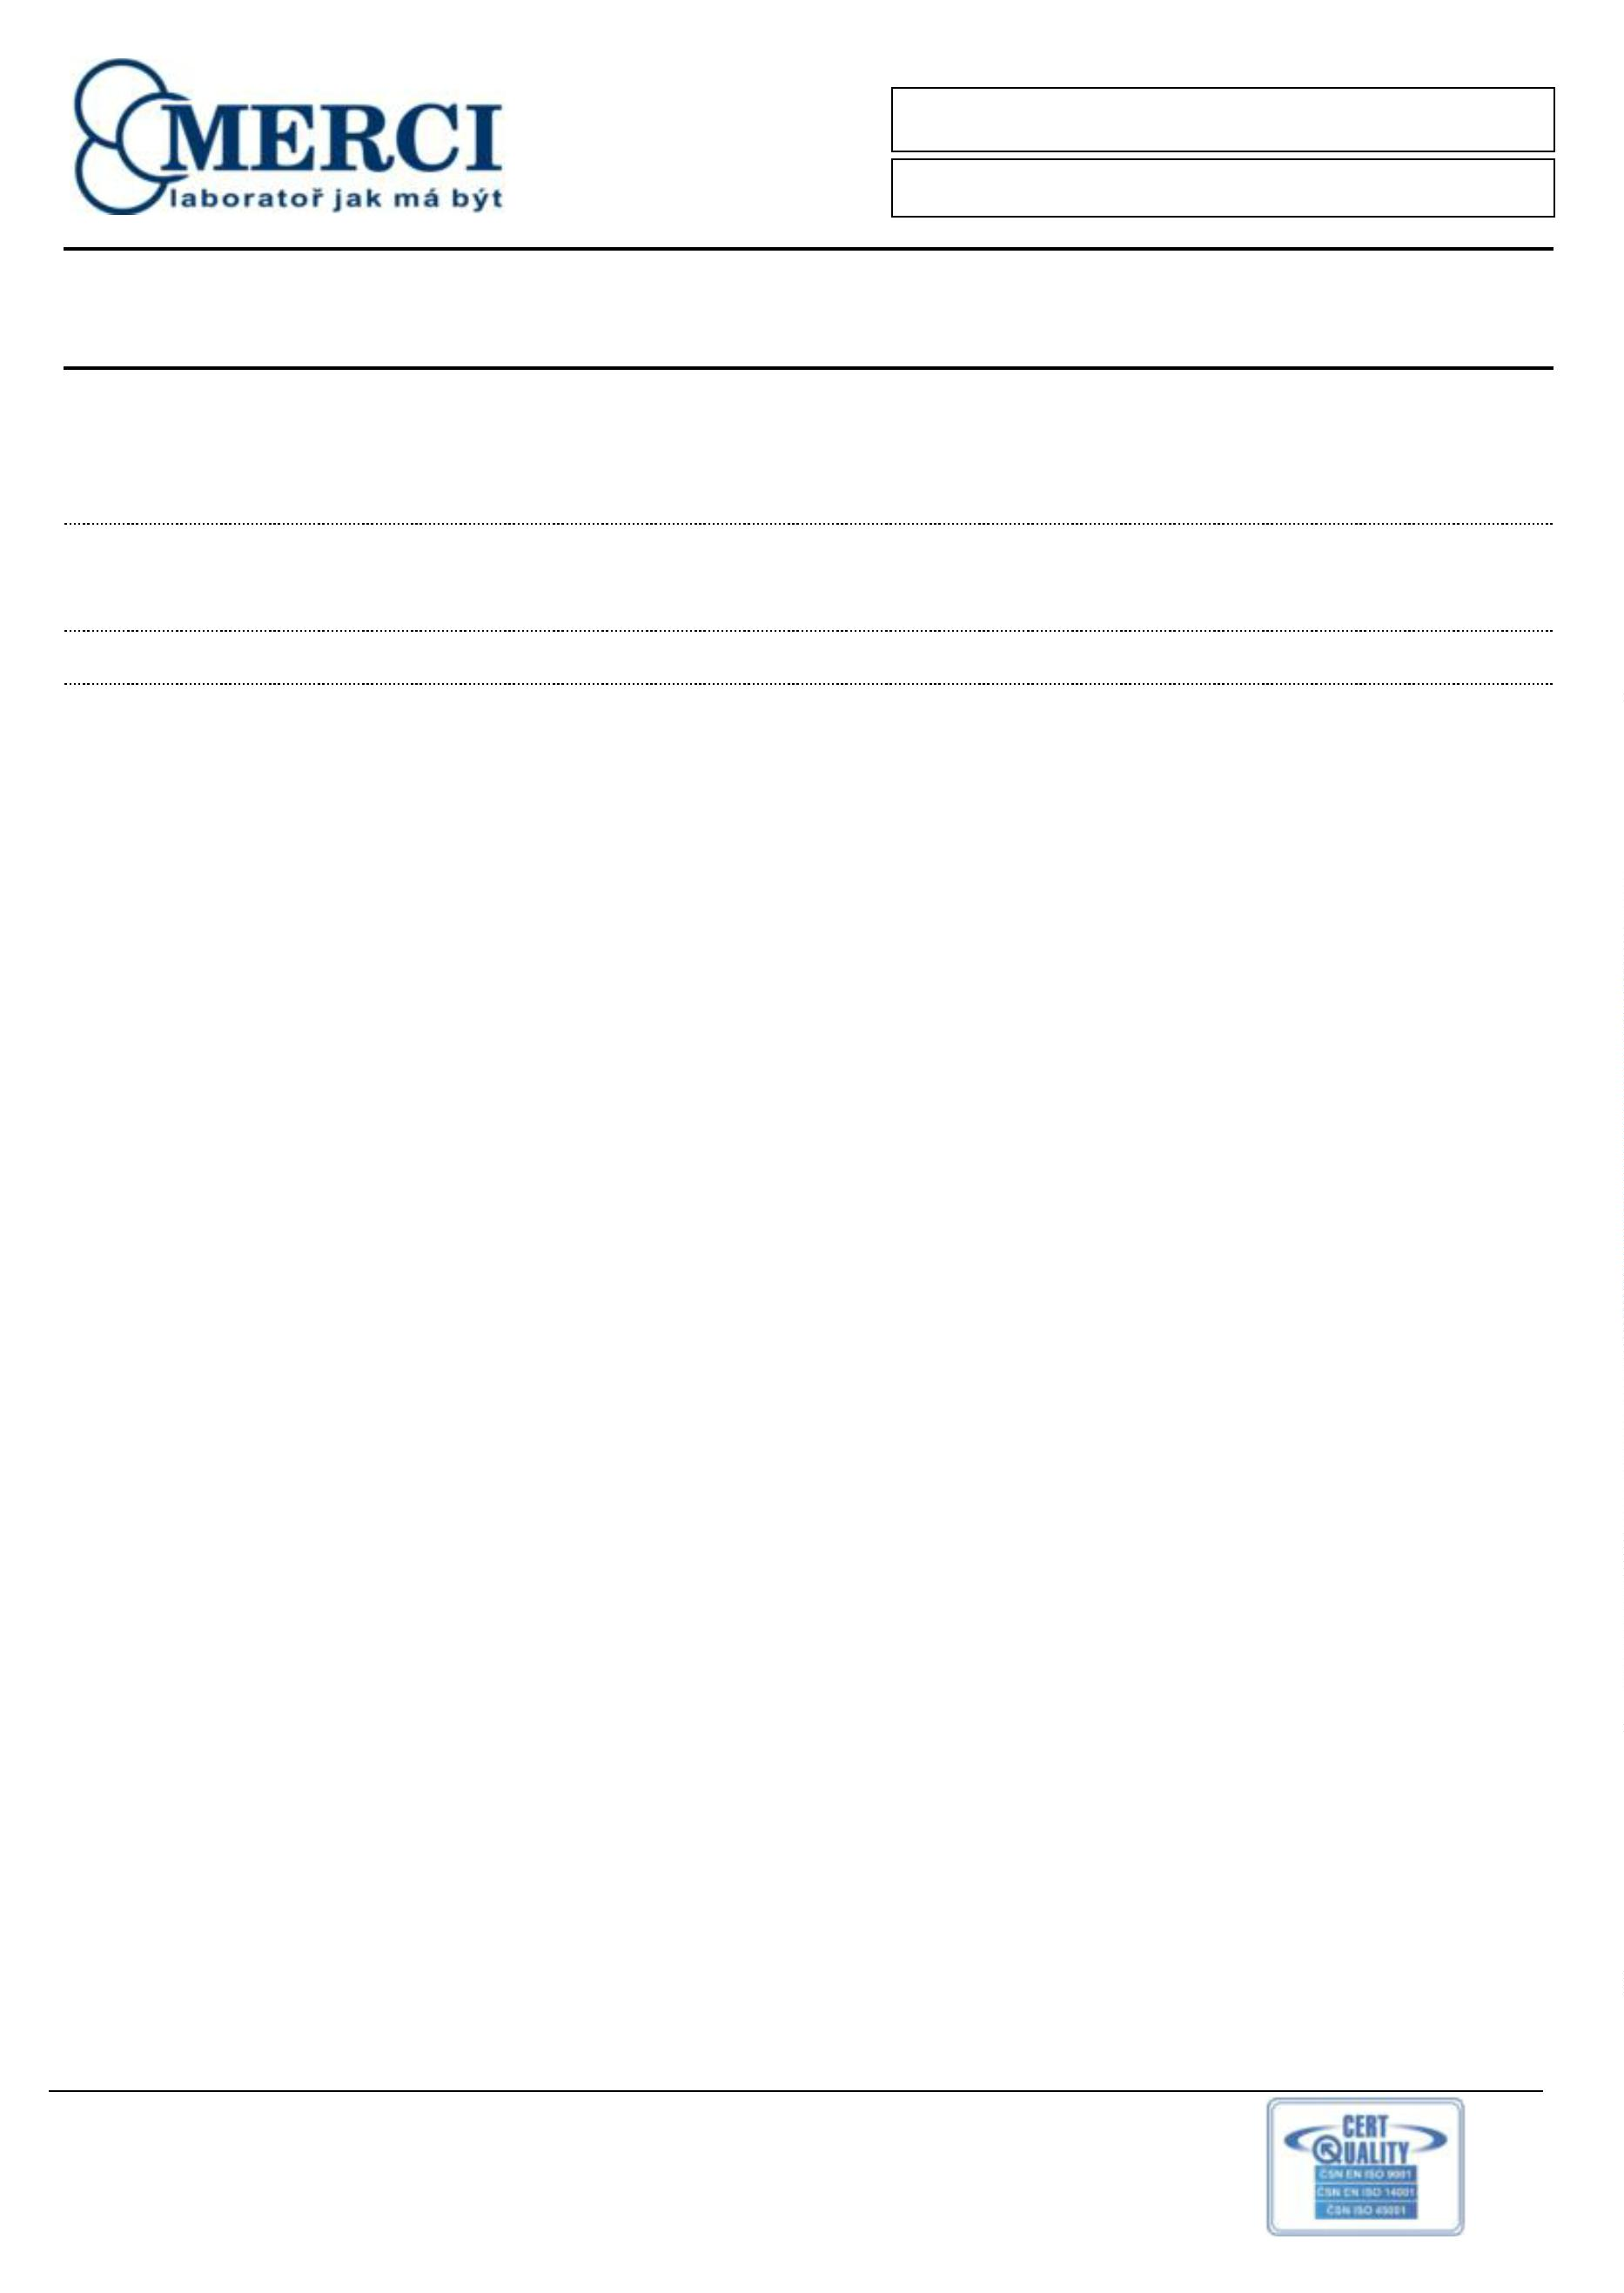 MERCI
laboratoř jak má být
CERT
QUALITY
ČSN EN ISO 9001
ČSN EN ISO 14001
ČSN ISO 45001